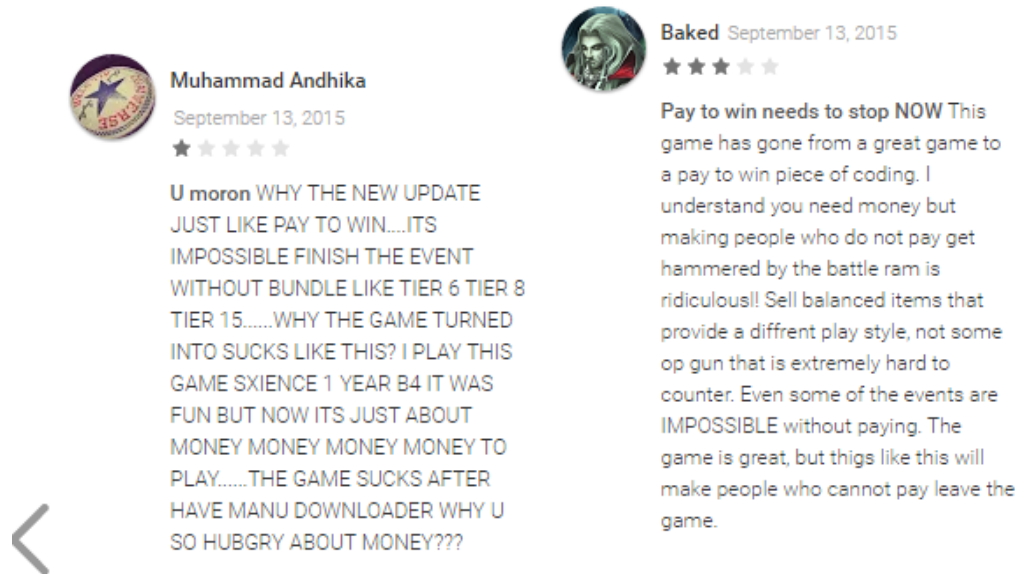 Muhammad Andhika
September 13, 2015
U moron WHY THE NEW UPDATE
JUST LIKE PAY TO WIN....ITS
IMPOSSIBLE FINISH THE EVENT
WITHOUT BUNDLE LIKE TIER 6 TIER 8
TIER 15......WHY THE GAME TURNED
INTO SUCKS LIKE THIS? I PLAY THIS
GAME SXIENCE 1 YEAR B4 IT WAS
FUN BUT NOW ITS JUST ABOUT
MONEY MONEY MONEY MONEY TO
PLAY......THE GAME SUCKS AFTER
HAVE MANU DOWNLOADER WHY U
SO HUBGRY ABOUT MONEY???
Baked September 13, 2015
Pay to win needs to stop NOW This
game has gone from a great game to
a pay to win piece of coding. I
understand you need money but
making people who do not pay get
hammered by the battle ram is
ridiculousl! Sell balanced items that
provide a diffrent play style, not some
op gun that is extremely hard to
counter. Even some of the events are
IMPOSSIBLE without paying. The
game is great, but thigs like this will
make people who cannot pay leave the
game.